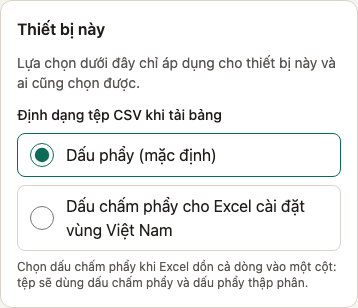 Thiết bị này
Lựa chọn dưới đây chỉ áp dụng cho thiết bị này và
ai cũng chọn được.
Định dạng tệp CSV khi tải bảng
Dấu phẩy (mặc định)
Dấu chấm phẩy cho Excel cài đặt
vùng Việt Nam
Chọn dấu chấm phẩy khi Excel dồn cả dòng vào một cột:
tệp sẽ dùng dấu chấm phẩy và dấu phẩy thập phân.